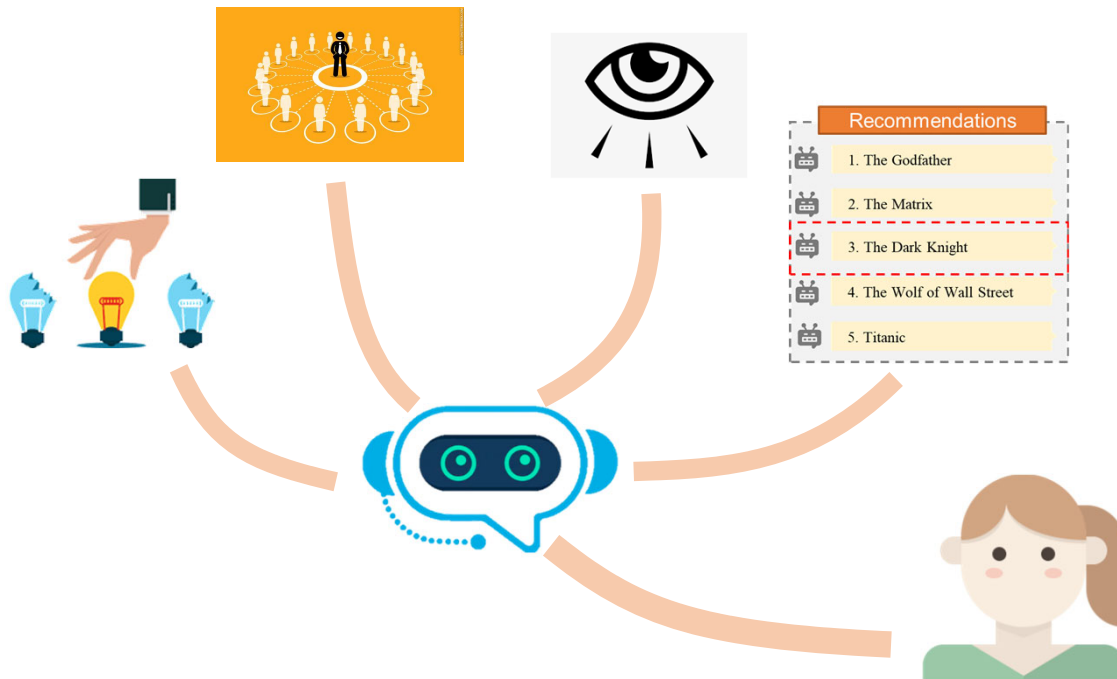 Recommendations
1. The Godfather
2. The Matrix
3. The Dark Knight
4. The Wolf of Wall Street
5. Titanic